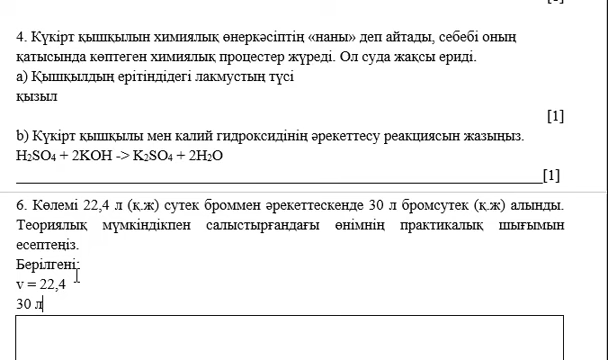 4. Күкірт қышқылын химиялық өнеркәсіптің «наны» деп айтады, себебі оның
қатысында көптеген химиялық процестер жүреді. Ол суда жақсы ериді.
а) Қышқылдың ерітіндідегі лакмустың түсі
қызыл
[1]
b) Күкірт қышқылы мен калий гидроксидінің әрекеттесу реакциясын жазыңыз.
H₂SO₄ + 2KOH -> K₂SO₄ + 2H₂O
[1]
6. Көлемі 22,4 л (қ.ж) сутек броммен әрекеттескенде 30 л бромсутек (қ.ж) алынды.
Теориялық мүмкіндікпен салыстырғандағы өнімнің практикалық шығымын
есептеңіз.
Берілгені:
v = 22,4
30 л